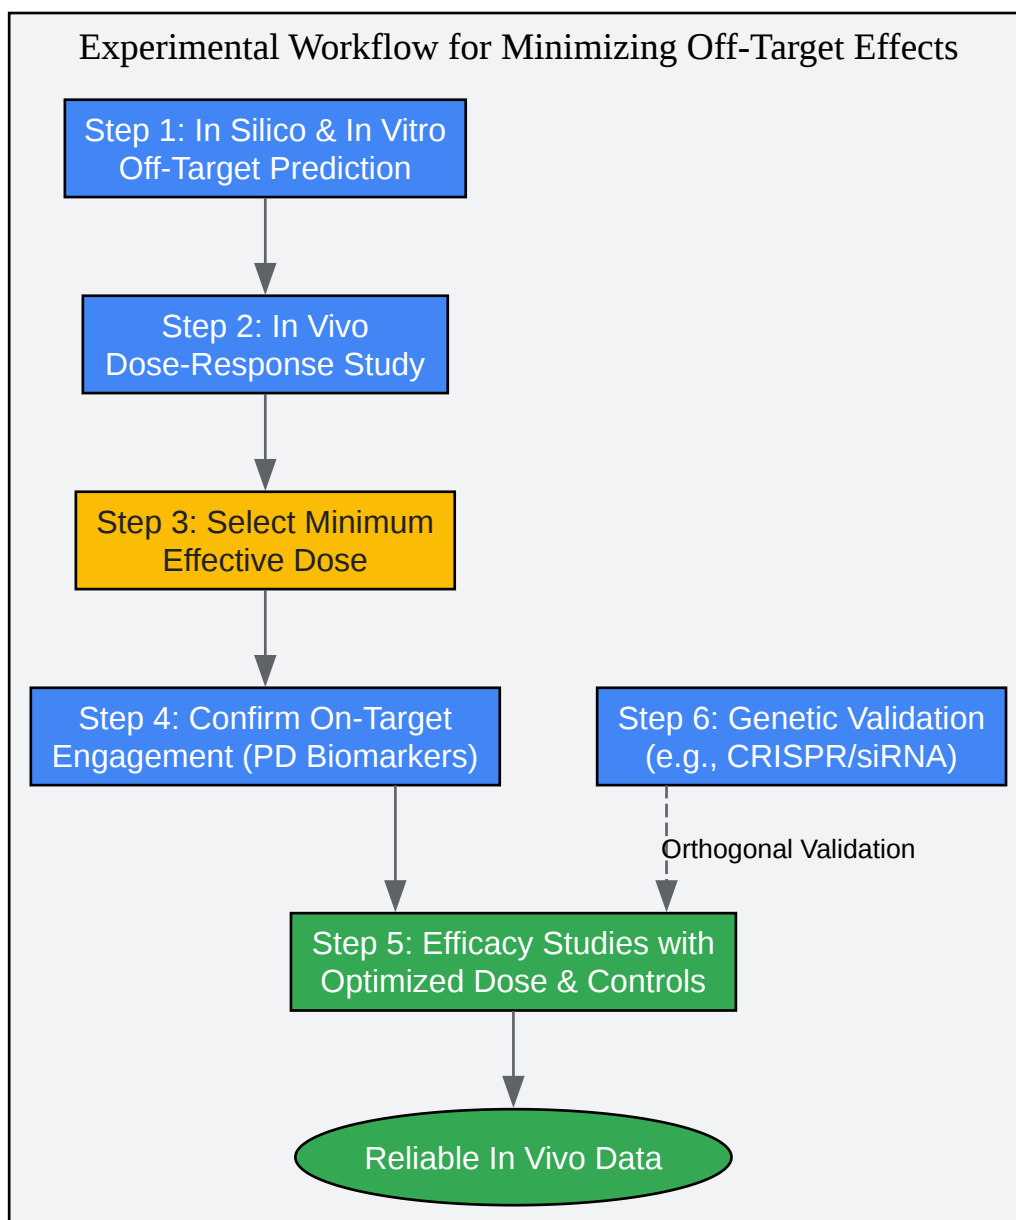 Experimental Workflow for Minimizing Off-Target Effects
Step 1: In Silico & In Vitro
Off-Target Prediction
Step 2: In Vivo
Dose-Response Study
Step 3: Select Minimum
Effective Dose
Step 4: Confirm On-Target
Engagement (PD Biomarkers)
Step 6: Genetic Validation
(e.g., CRISPR/siRNA)
Orthogonal Validation
Step 5: Efficacy Studies with
Optimized Dose & Controls
Reliable In Vivo Data